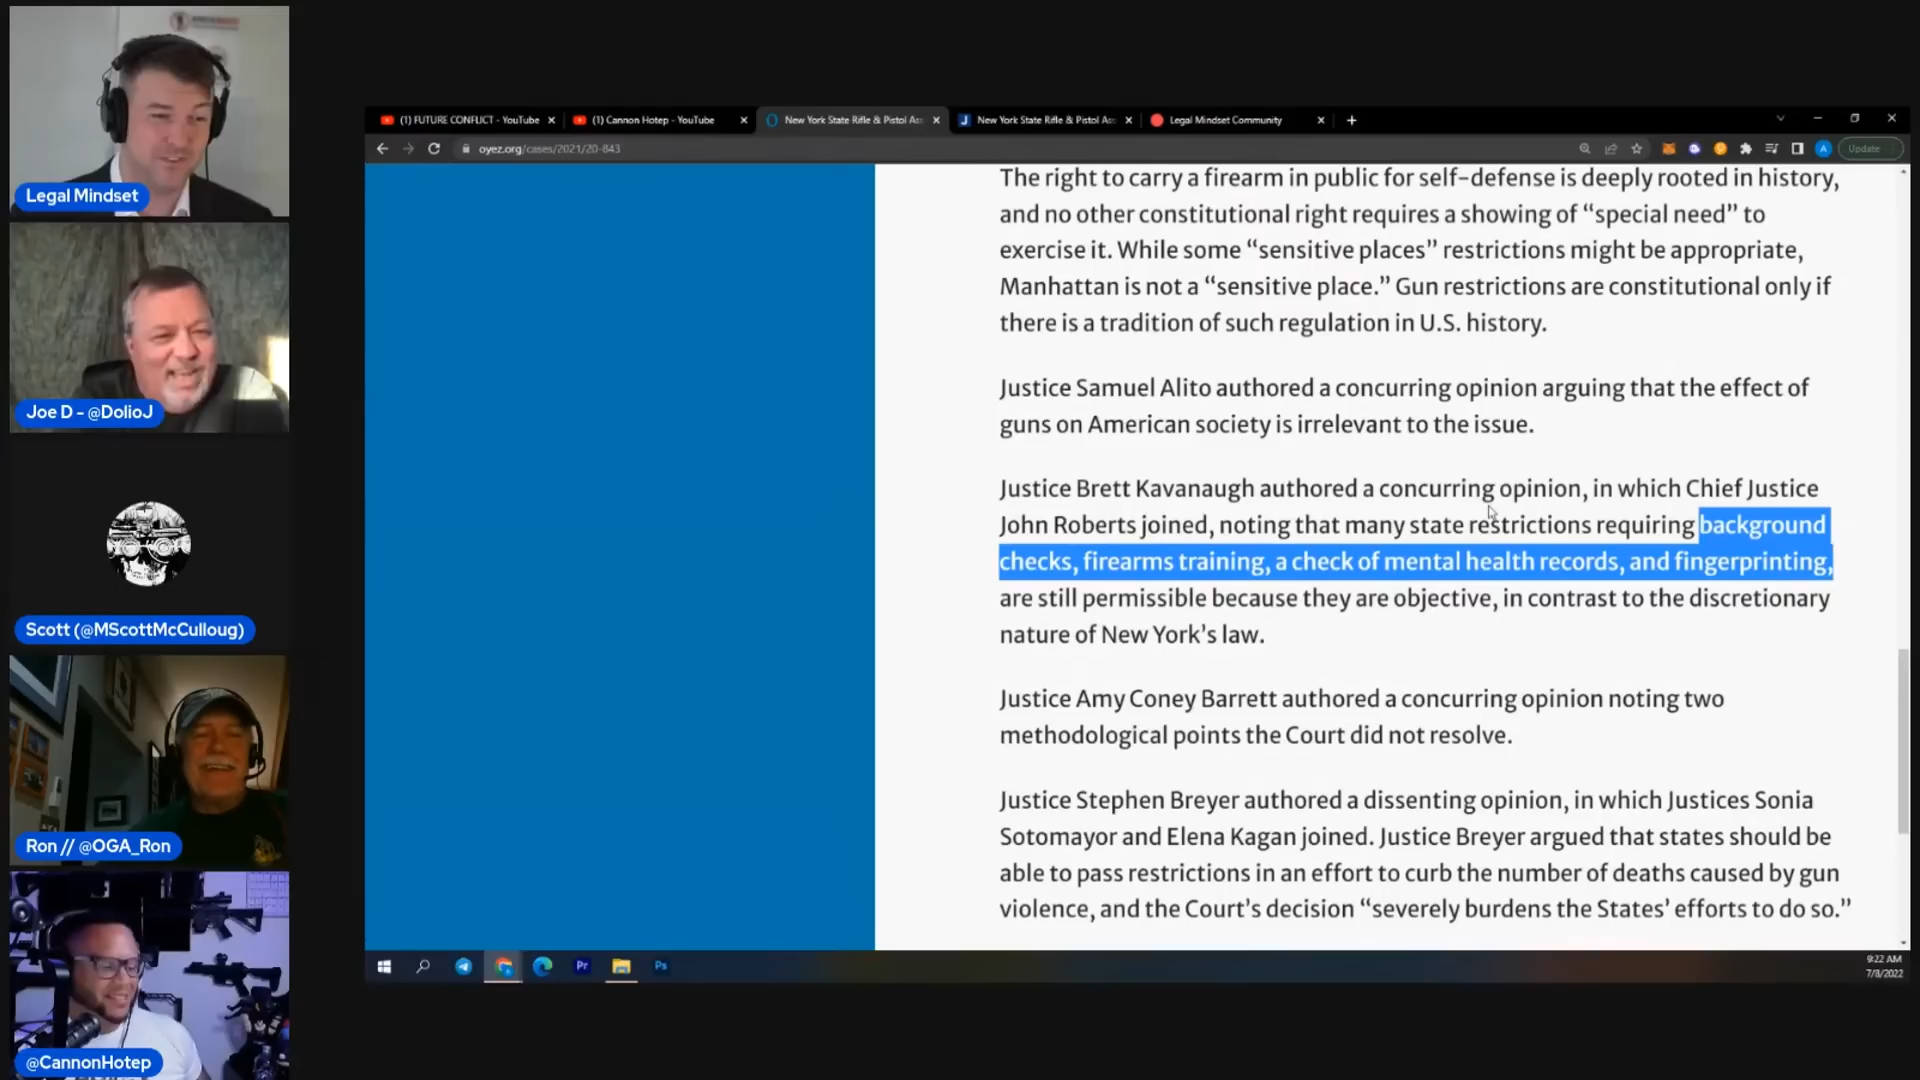 Legal Mindset
Joe D - @DolioJ
Scott (@MScottMcCulloug)
Ron // @OGA_Ron
@CannonHotep
(1) FUTURE CONFLICT - YouTube
(1) Cannon Hotep - YouTube
New York State Rifle & Pistol As
New York State Rifle & Pistol As
Legal Mindset Community
oyez.org/cases/2021/20-843
Update
The right to carry a firearm in public for self-defense is deeply rooted in history,
and no other constitutional right requires a showing of “special need” to
exercise it. While some “sensitive places” restrictions might be appropriate,
Manhattan is not a “sensitive place.” Gun restrictions are constitutional only if
there is a tradition of such regulation in U.S. history.
Justice Samuel Alito authored a concurring opinion arguing that the effect of
guns on American society is irrelevant to the issue.
Justice Brett Kavanaugh authored a concurring opinion, in which Chief Justice
John Roberts joined, noting that many state restrictions requiring background
checks, firearms training, a check of mental health records, and fingerprinting,
are still permissible because they are objective, in contrast to the discretionary
nature of New York’s law.
Justice Amy Coney Barrett authored a concurring opinion noting two
methodological points the Court did not resolve.
Justice Stephen Breyer authored a dissenting opinion, in which Justices Sonia
Sotomayor and Elena Kagan joined. Justice Breyer argued that states should be
able to pass restrictions in an effort to curb the number of deaths caused by gun
violence, and the Court’s decision “severely burdens the States’ efforts to do so.”
Pr
Ps
9:22 AM
7/8/2022